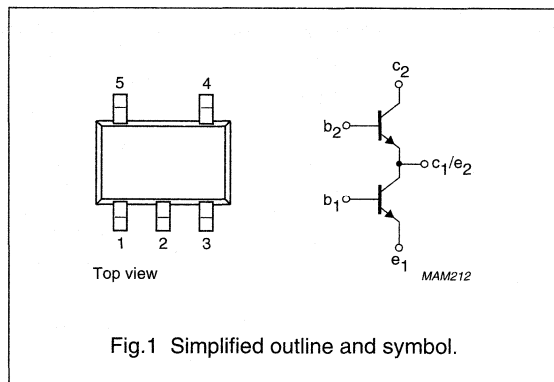 5 4
1 2 3
Top view
c2
b2
c1/e2
b1
e1
MAM212
Fig.1 Simplified outline and symbol.